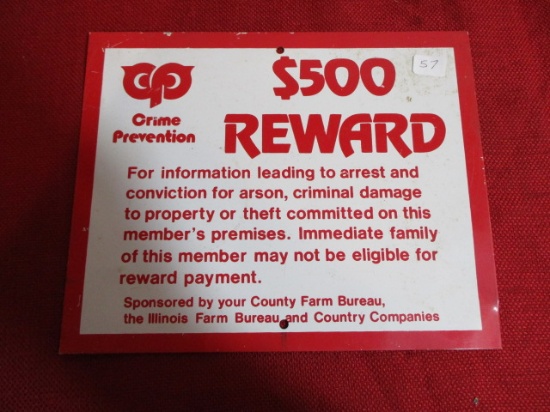 cp
Crime
Prevention
$500
57
REWARD
For information leading to arrest and
conviction for arson, criminal damage
to property or theft committed on this
member's premises. Immediate family
of this member may not be eligible for
reward payment.
Sponsored by your County Farm Bureau,
the Illinois Farm Bureau and Country Companies